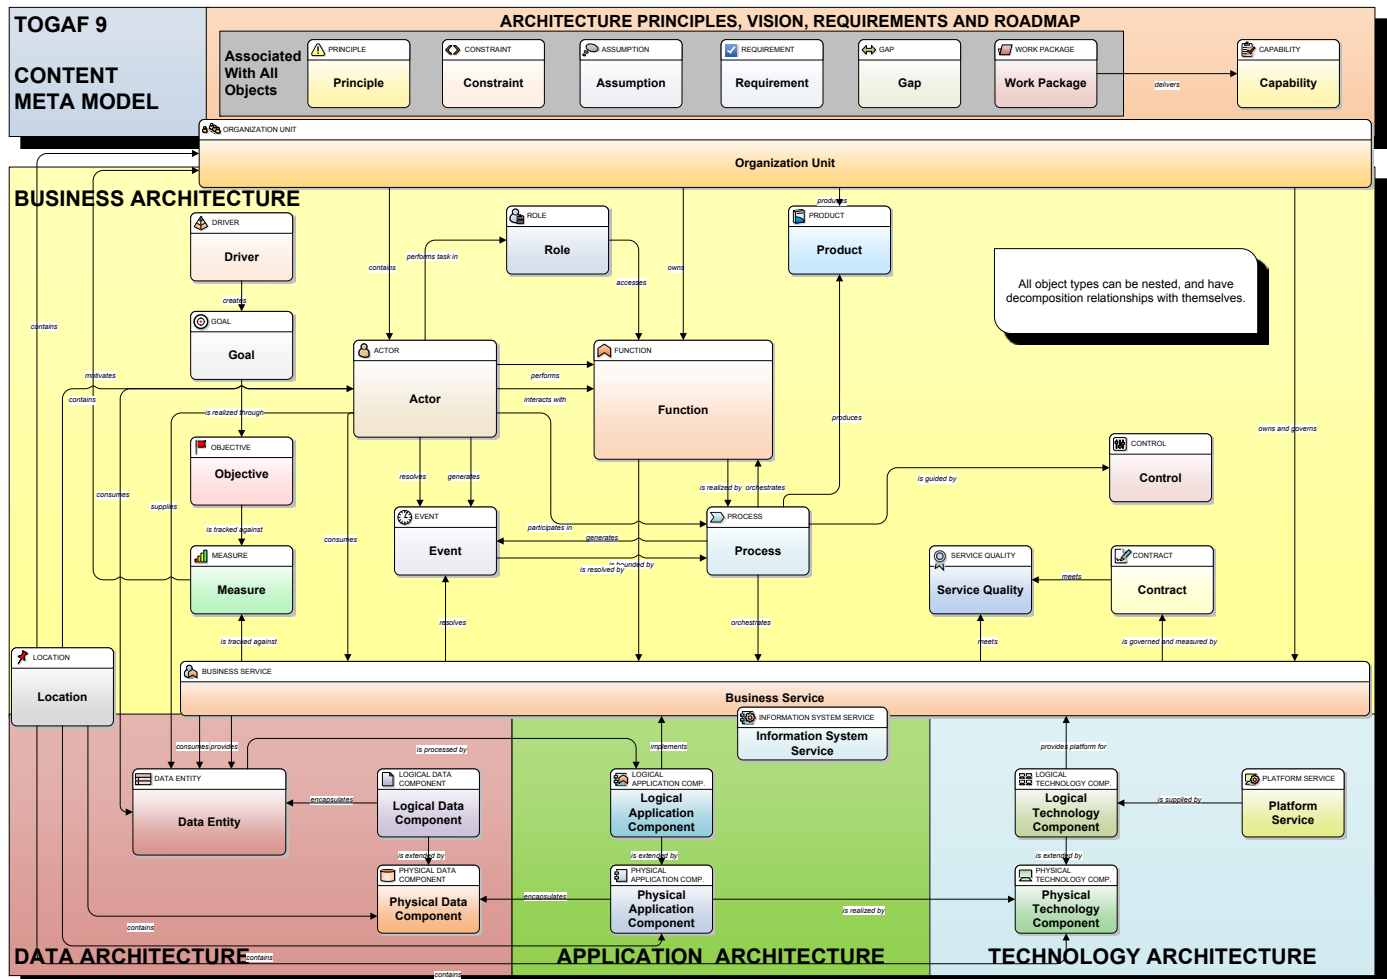 TOGAF 9
CONTENT
META MODEL
ARCHITECTURE PRINCIPLES, VISION, REQUIREMENTS AND ROADMAP
Associated
With All
Objects
PRINCIPLE
Principle
CONSTRAINT
Constraint
ASSUMPTION
Assumption
REQUIREMENT
Requirement
GAP
Gap
WORK PACKAGE
Work Package
delivers
CAPABILITY
Capability
ORGANIZATION UNIT
Organization Unit
BUSINESS ARCHITECTURE
produces
DRIVER
Driver
ROLE
Role
PRODUCT
Product
performs task in
contains
owns
accesses
All object types can be nested, and have
decomposition relationships with themselves.
creates
contains
GOAL
Goal
ACTOR
Actor
FUNCTION
Function
motivates
contains
performs
interacts with
is realized through
produces
owns and governs
OBJECTIVE
Objective
CONTROL
Control
resolves
generates
is realized by
orchestrates
is guided by
consumes
supplies
EVENT
Event
PROCESS
Process
is tracked against
participates in
generates
consumes
is bounded by
is resolved by
MEASURE
Measure
SERVICE QUALITY
Service Quality
CONTRACT
Contract
meets
resolves
orchestrates
is tracked against
meets
is governed and measured by
LOCATION
Location
BUSINESS SERVICE
Business Service
INFORMATION SYSTEM SERVICE
Information System
Service
consumes
provides
is processed by
implements
provides platform for
DATA ENTITY
Data Entity
LOGICAL DATA
COMPONENT
Logical Data
Component
encapsulates
LOGICAL
APPLICATION COMP.
Logical
Application
Component
LOGICAL
TECHNOLOGY COMP.
Logical
Technology
Component
is supplied by
PLATFORM SERVICE
Platform
Service
is extended by
is extended by
is extended by
PHYSICAL DATA
COMPONENT
Physical Data
Component
encapsulates
PHYSICAL
APPLICATION COMP.
Physical
Application
Component
is realized by
PHYSICAL
TECHNOLOGY COMP.
Physical
Technology
Component
contains
DATA ARCHITECTURE
contains
APPLICATION ARCHITECTURE
TECHNOLOGY ARCHITECTURE
contains